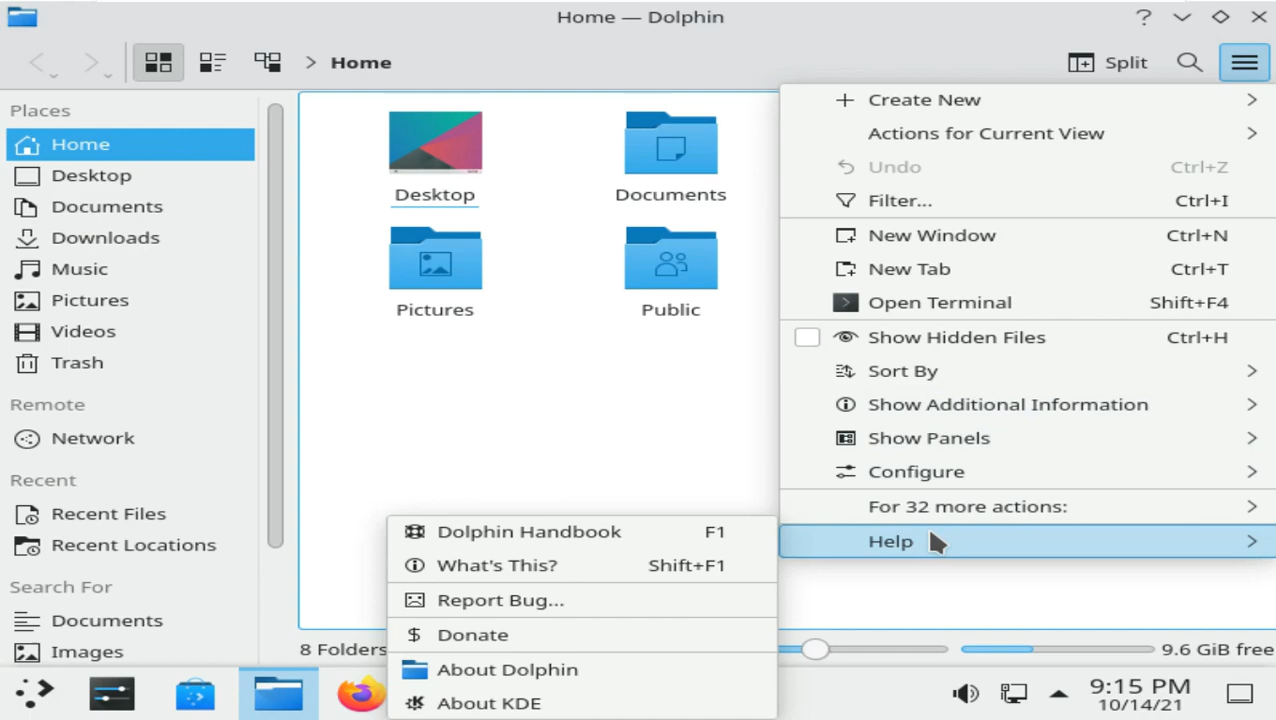 Home — Dolphin
Home
Split
Places
Home
Desktop
Documents
Downloads
Music
Pictures
Videos
Trash
Remote
Network
Recent
Recent Files
Recent Locations
Search For
Documents
Images
Desktop
Documents
Pictures
Public
8 Folders
Create New
Actions for Current View
Undo Ctrl+Z
Filter... Ctrl+I
New Window Ctrl+N
New Tab Ctrl+T
Open Terminal Shift+F4
Show Hidden Files Ctrl+H
Sort By
Show Additional Information
Show Panels
Configure
For 32 more actions:
Help
Dolphin Handbook F1
What's This? Shift+F1
Report Bug...
Donate
About Dolphin
About KDE
9.6 GiB free
9:15 PM
10/14/21